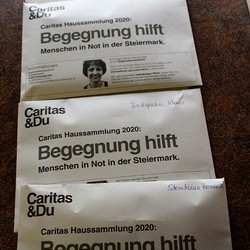 Caritas
&Du
Caritas Haussammlung 2020:
Begegnung hilft
Menschen in Not in der Steiermark.
Caritas
&Du
Caritas Haussammlung 2020:
Begegnung hilft
Menschen in Not in der Steiermark.
Caritas
&Du
Caritas Haussammlung 2020:
Begegnung hilft